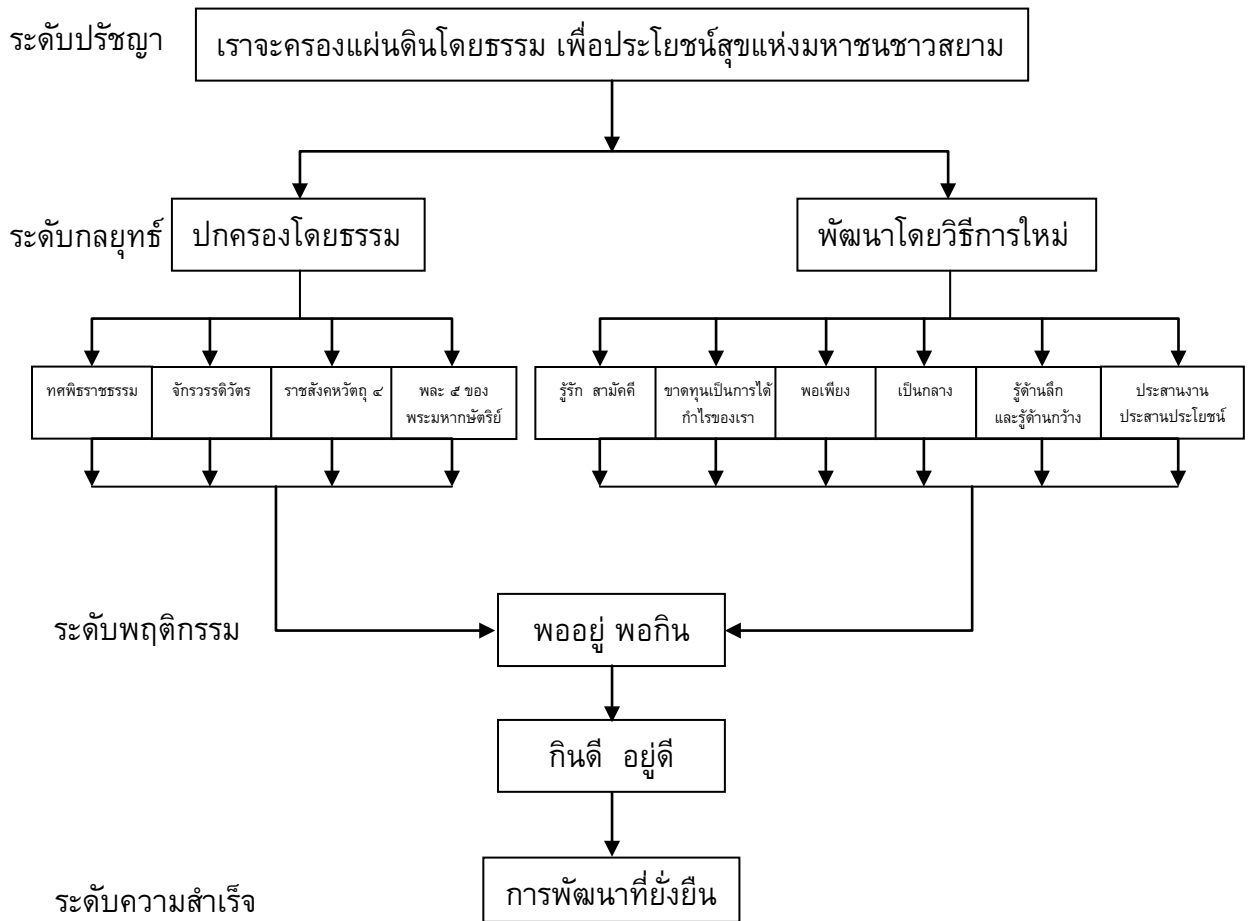 ระดับปรัชญา
เราจะครองแผ่นดินโดยธรรม เพื่อประโยชน์สุขแห่งมหาชนชาวสยาม
ระดับกลยุทธ์
ปกครองโดยธรรม
พัฒนาโดยวิธีการใหม่
ทศพิธราชธรรม
จักรวรรดิวัตร
ราชสังคหวัตถุ ๔
พละ ๕ ของ
พระมหากษัตริย์
รู้รัก สามัคคี
ขาดทุนเป็นการได้
กำไรของเรา
พอเพียง
เป็นกลาง
รู้ด้านลึก
และรู้ด้านกว้าง
ประสานงาน
ประสานประโยชน์
ระดับพฤติกรรม
พออยู่ พอกิน
กินดี อยู่ดี
ระดับความสำเร็จ
การพัฒนาที่ยั่งยืน